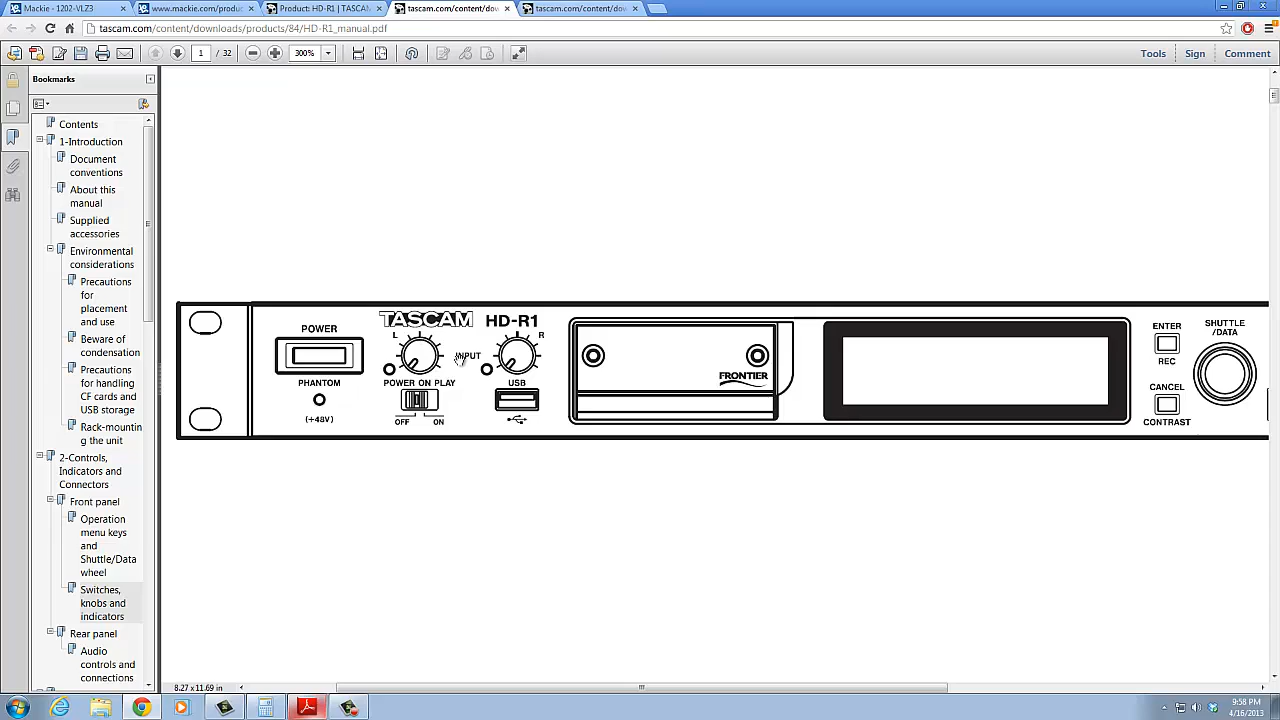 Mackie - 1202-VLZ3
www.mackie.com/produc
Product: HD-R1 | TASCAM
tascam.com/content/dow
tascam.com/content/dow
tascam.com/content/downloads/products/84/HD-R1_manual.pdf
1 / 32
300%
Tools
Sign
Comment
Bookmarks
Contents
1-Introduction
Document
conventions
About this
manual
Supplied
accessories
Environmental
considerations
Precautions
for
placement
and use
Beware of
condensation
Precautions
for handling
CF cards and
USB storage
Rack-mountin
g the unit
2-Controls,
Indicators and
Connectors
Front panel
Operation
menu keys
and
Shuttle/Data
wheel
Switches,
knobs and
indicators
Rear panel
Audio
controls and
connections
POWER
PHANTOM
(+48V)
TASCAM
HD-R1
L
INPUT
R
POWER ON PLAY
OFF
ON
USB
FRONTIER
ENTER
REC
CANCEL
CONTRAST
SHUTTLE
/DATA
8.27 x 11.69 in
9:58 PM
4/16/2013